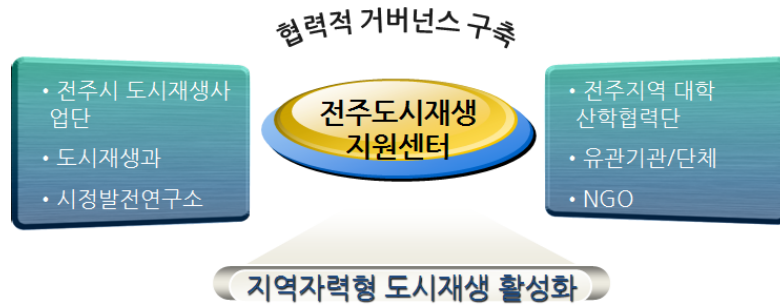 협력적 거버넌스 구축
• 전주시 도시재생사
업단
• 도시재생과
• 시정발전연구소
전주도시재생
지원센터
• 전주지역 대학
산학협력단
• 유관기관/단체
• NGO
지역자력형 도시재생 활성화